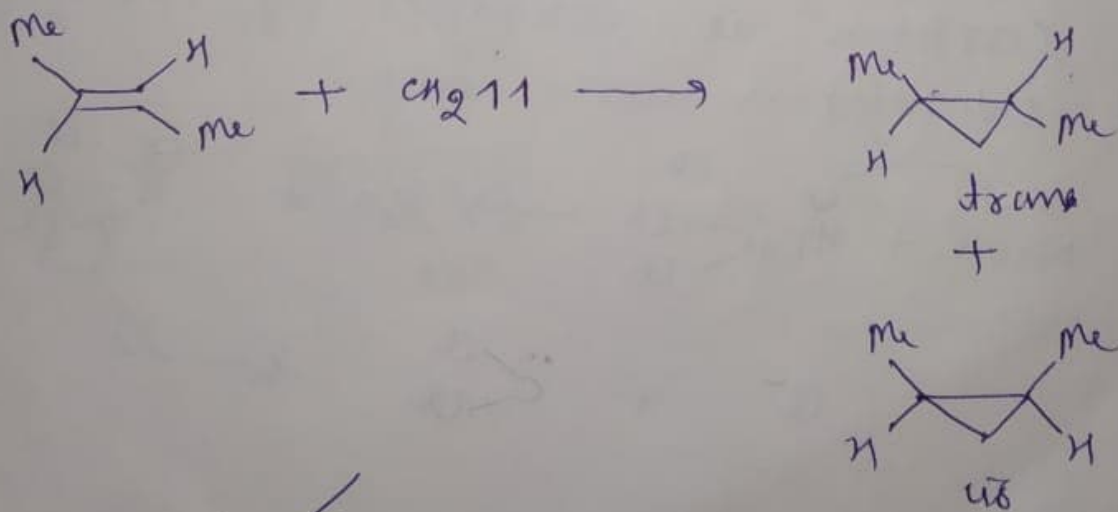 Me H
+ CH₂ 11 ⟶
H Me
Me H
H Me
trans
+
Me Me
H H
cis